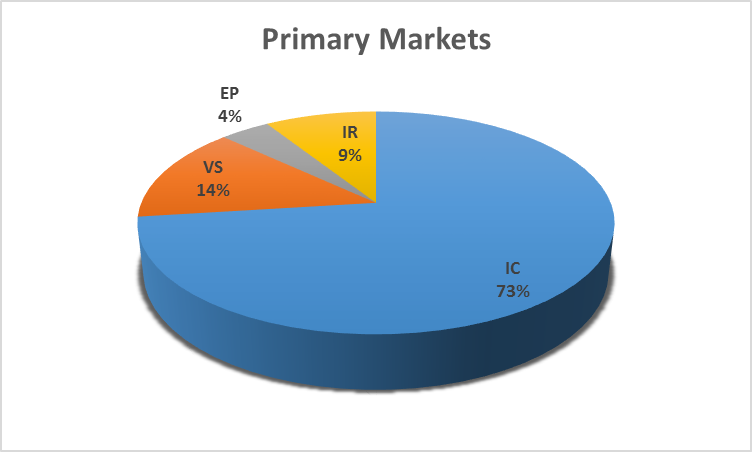 Primary Markets
EP
4%
IR
9%
VS
14%
IC
73%